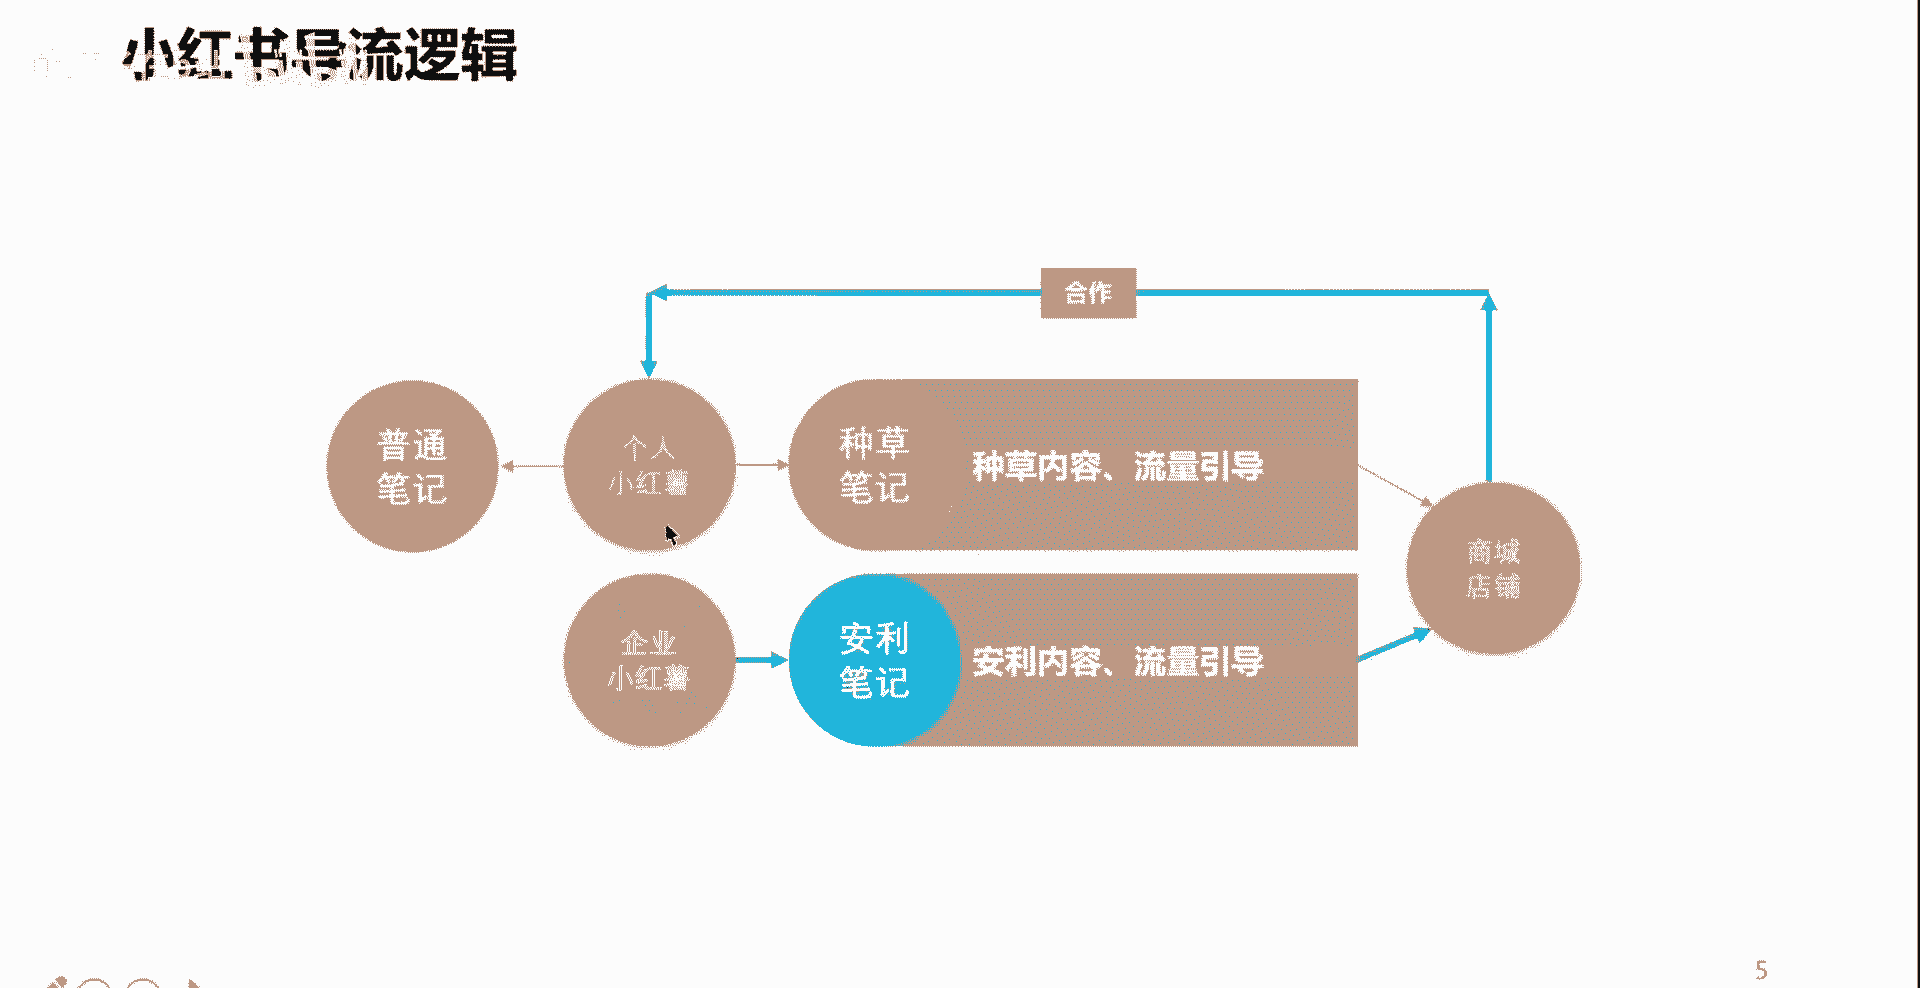 小红书导流逻辑
合作
普通
笔记
个人
小红薯
种草
笔记
种草内容、流量引导
商城
店铺
企业
小红薯
安利
笔记
安利内容、流量引导
5